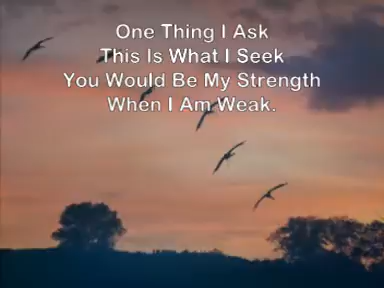 One Thing I Ask
This Is What I Seek
You Would Be My Strength
When I Am Weak.